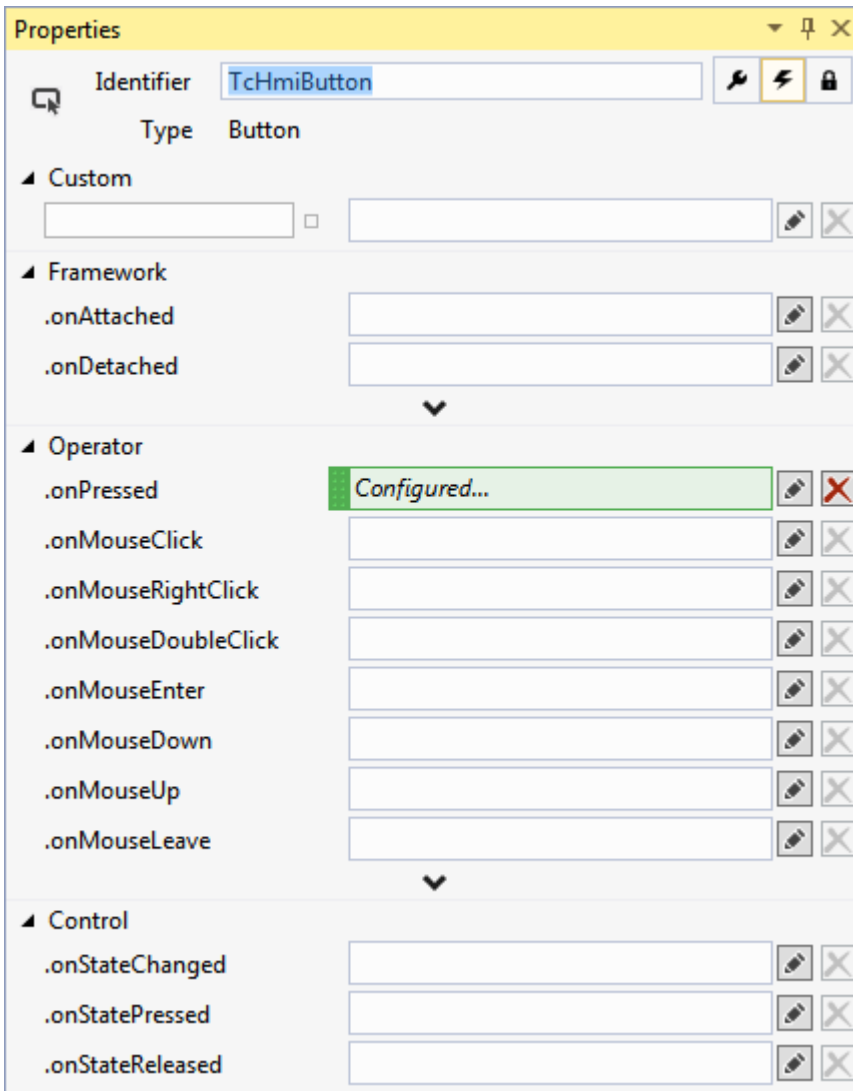 Properties
Identifier TcHmiButton
Type Button
Custom
Framework
.onAttached
.onDetached
Operator
.onPressed Configured...
.onMouseClick
.onMouseRightClick
.onMouseDoubleClick
.onMouseEnter
.onMouseDown
.onMouseUp
.onMouseLeave
Control
.onStateChanged
.onStatePressed
.onStateReleased